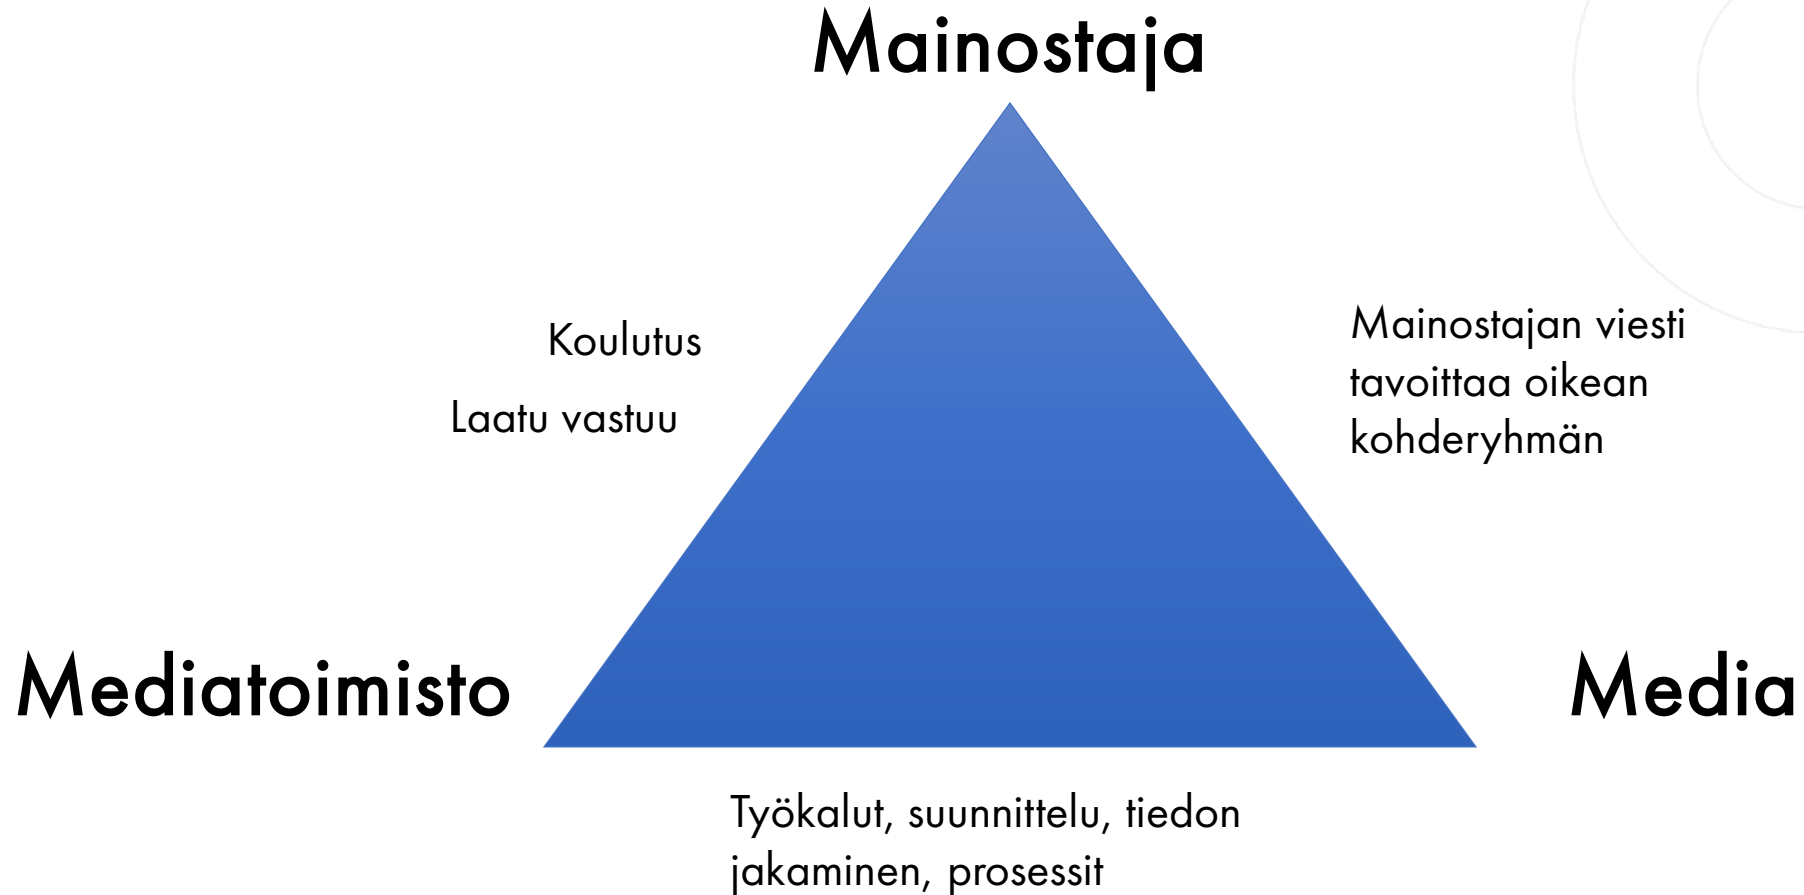 Mainostaja
Koulutus
Laatu vastuu
Mainostajan viesti
tavoittaa oikean
kohderyhmän
Mediatoimisto
Media
Työkalut, suunnittelu, tiedon
jakaminen, prosessit